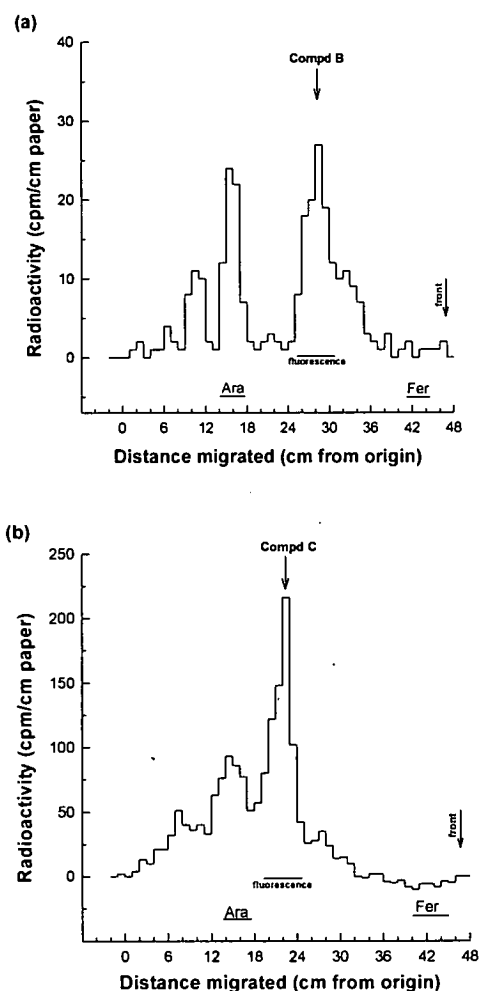 (a)
Compd B
40
30
20
10
0
Radioactivity (cpm/cm paper)
front
fluorescence
Ara
Fer
0 6 12 18 24 30 36 42 48
Distance migrated (cm from origin)
(b)
Compd C
250
200
150
100
50
0
Radioactivity (cpm/cm paper)
front
fluorescence
Ara
Fer
0 6 12 18 24 30 36 42 48
Distance migrated (cm from origin)